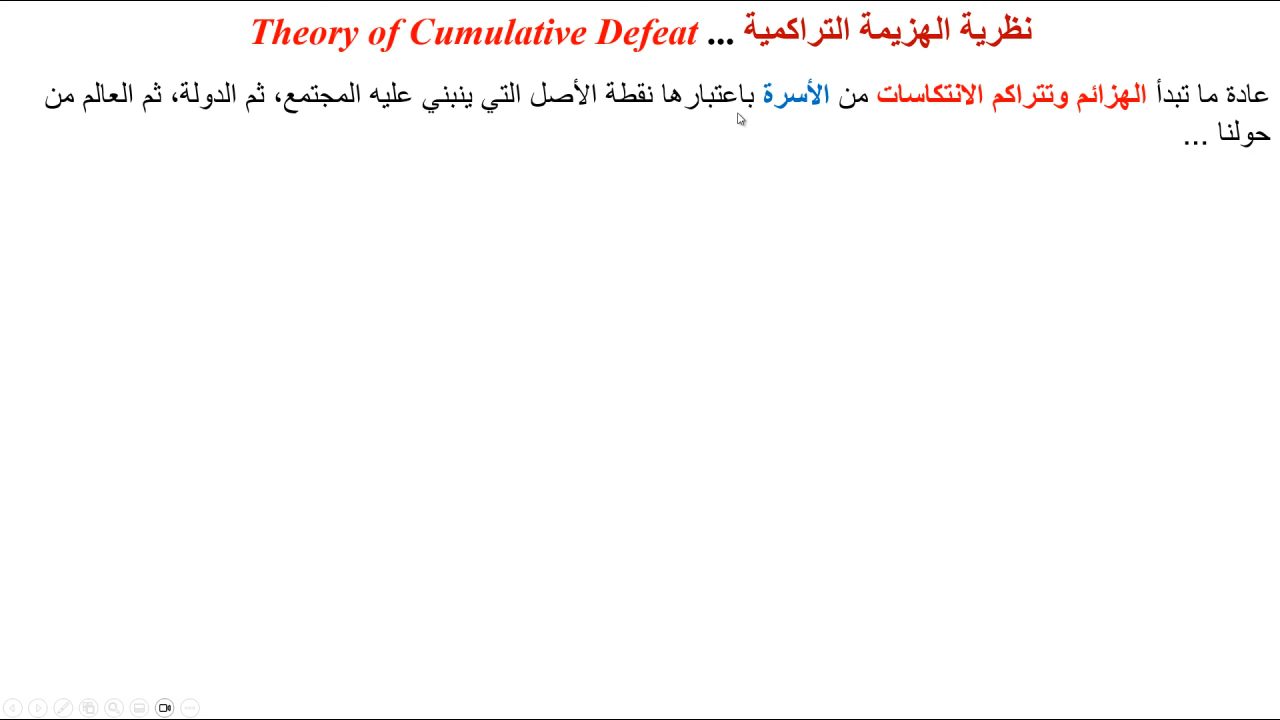 نظرية الهزيمة التراكمية ... Theory of Cumulative Defeat
عادة ما تبدأ الهزائم وتتراكم الانتكاسات من الأسرة باعتبارها نقطة الأصل التي ينبني عليه المجتمع، ثم الدولة، ثم العالم من
حولنا ...